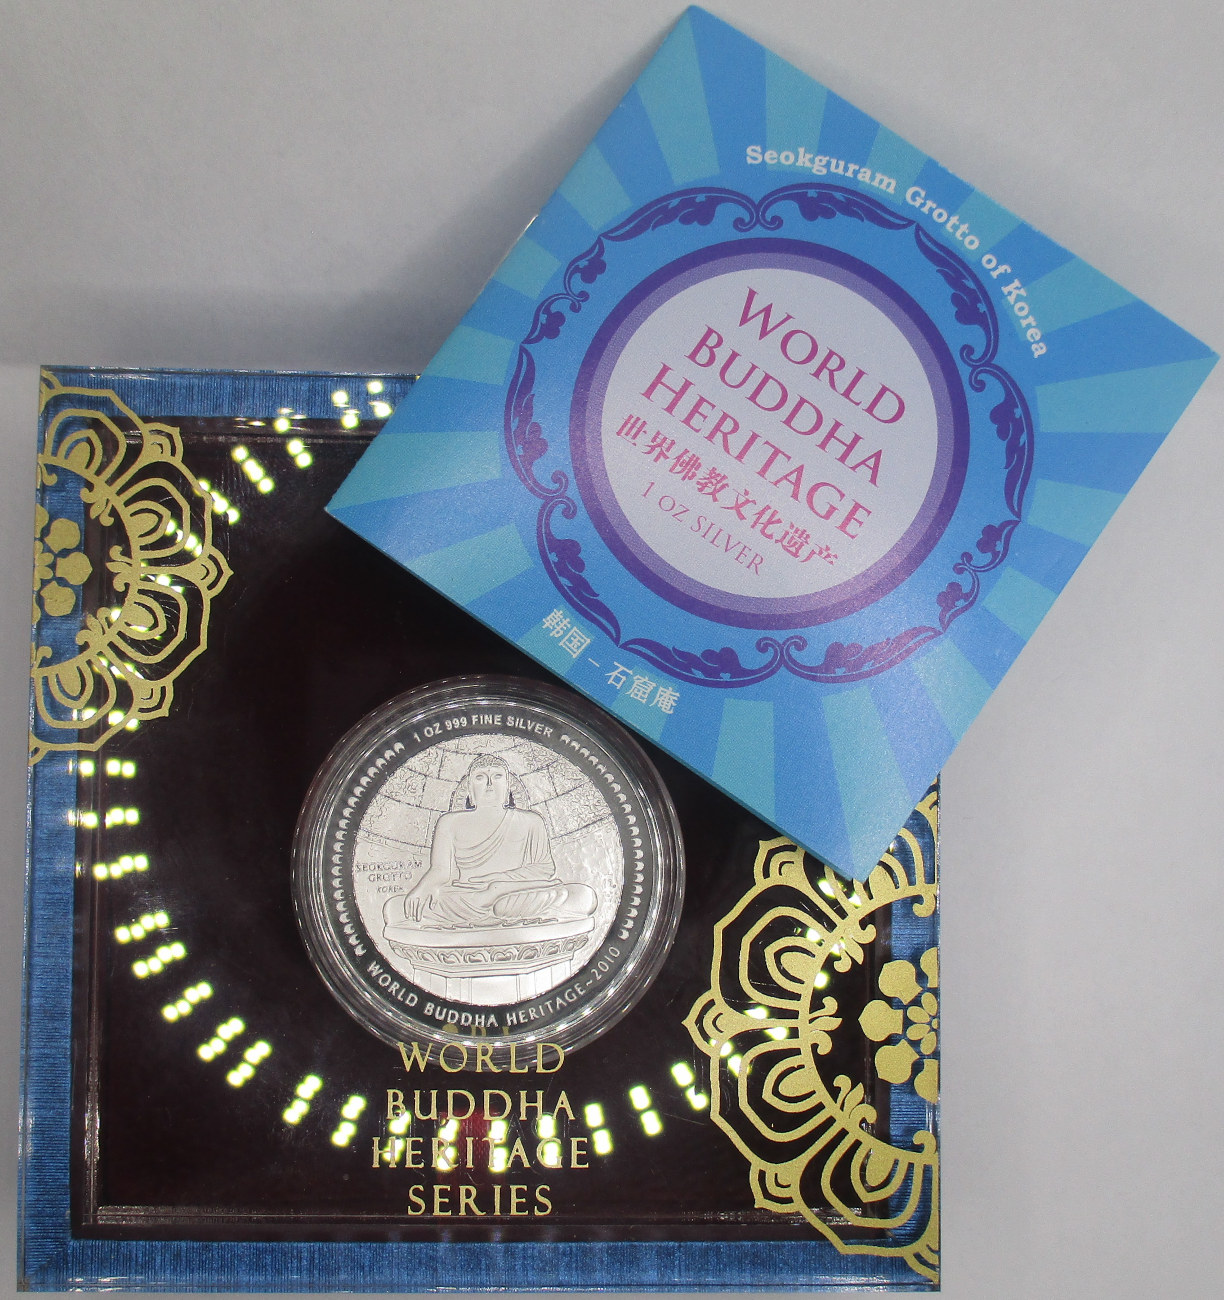 Seokguram Grotto of Korea
WORLD
BUDDHA
HERITAGE
世界佛教文化遗产
1 OZ SILVER
韩国 - 石窟庵
1 OZ 999 FINE SILVER
SEOKGURAM
GROTTO
KOREA
WORLD BUDDHA HERITAGE~2010
WORLD
BUDDHA
HERITAGE
SERIES